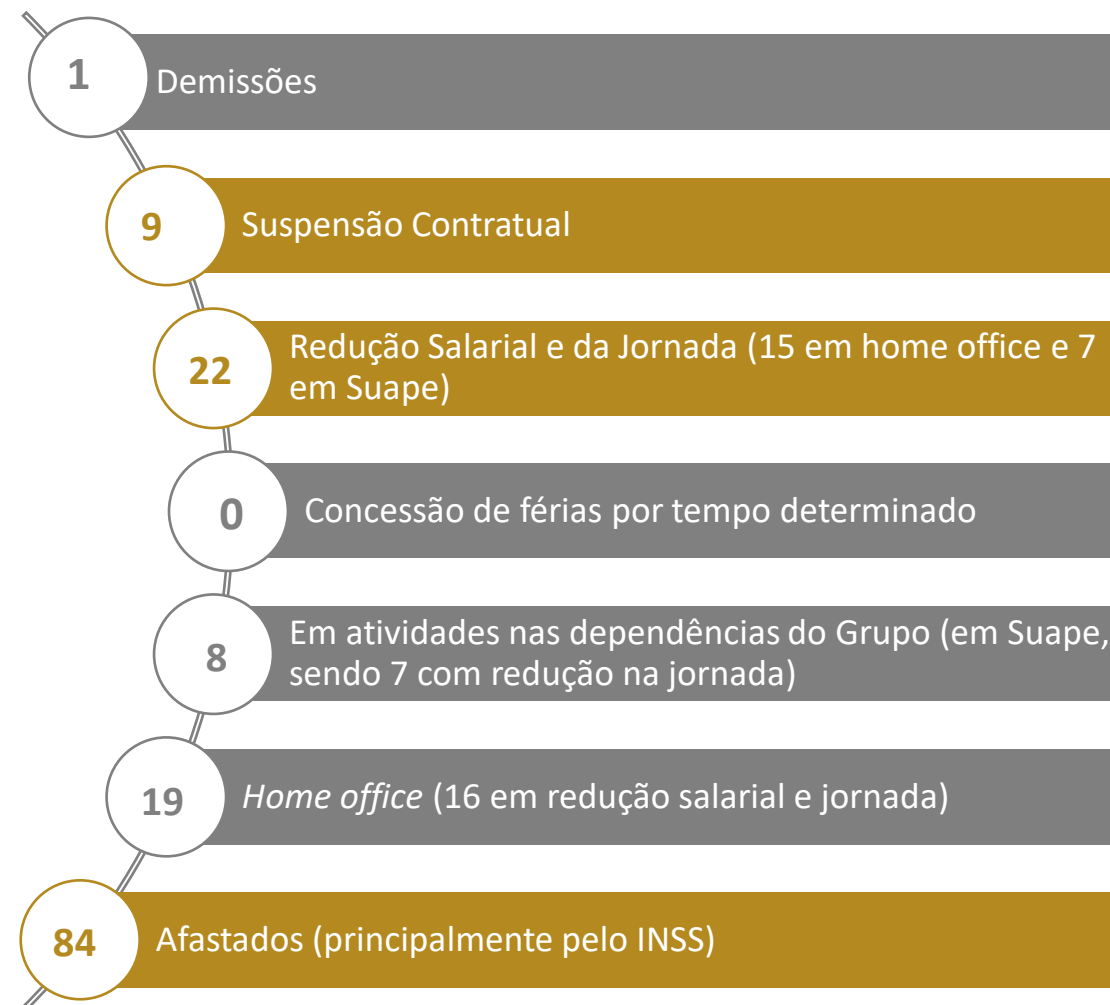 1
Demissões
9
Suspensão Contratual
22
Redução Salarial e da Jornada (15 em home office e 7
em Suape)
0
Concessão de férias por tempo determinado
8
Em atividades nas dependências do Grupo (em Suape,
sendo 7 com redução na jornada)
19
Home office (16 em redução salarial e jornada)
84
Afastados (principalmente pelo INSS)